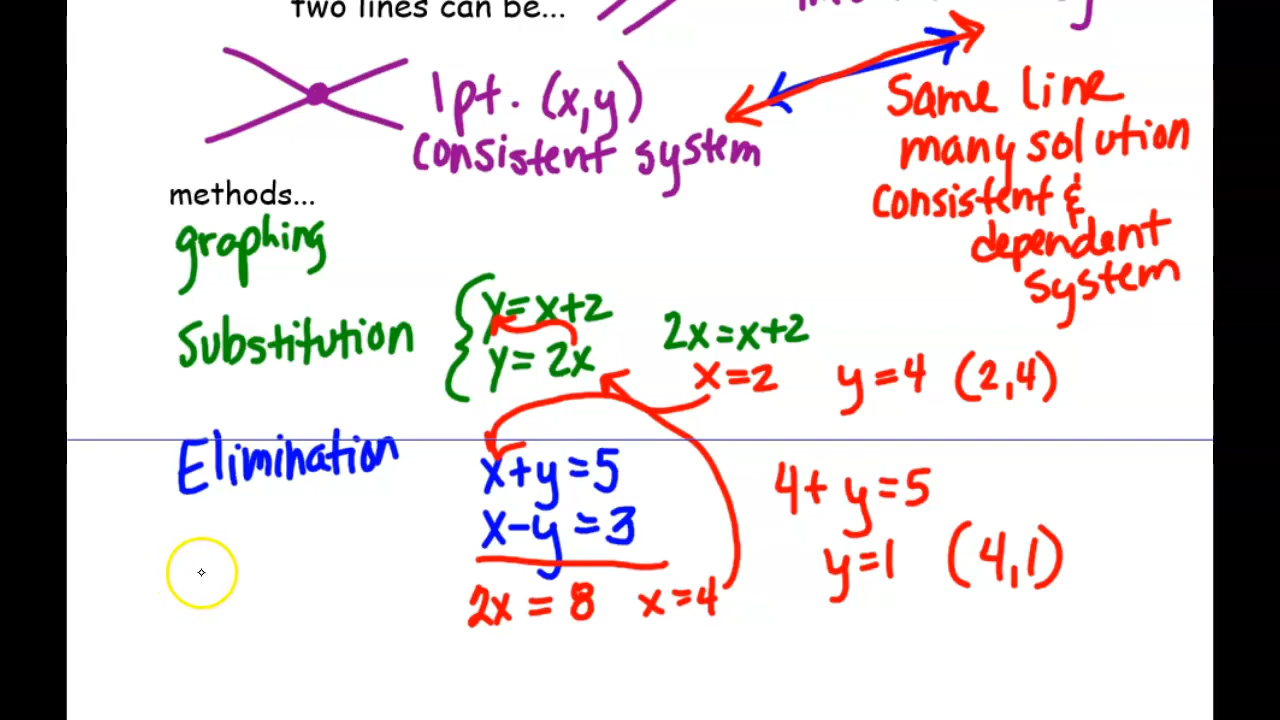 two lines can be...
1pt. (x,y)
consistent system
Same line
many solution
consistent &
dependent
system
methods...
graphing
Substitution
y=x+2
y=2x
2x=x+2
x=2
y=4 (2,4)
Elimination
x+y=5
x-y=3
2x=8 x=4
4+y=5
y=1 (4,1)